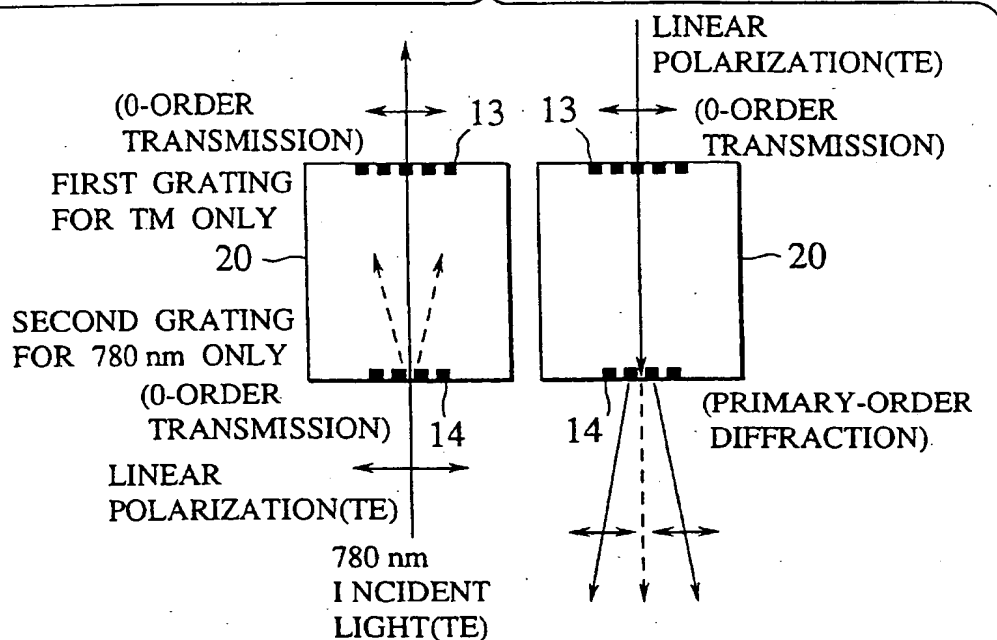 LINEAR
POLARIZATION(TE)
(0-ORDER
TRANSMISSION)
13
13
(0-ORDER
TRANSMISSION)
FIRST GRATING
FOR TM ONLY
20
20
SECOND GRATING
FOR 780 nm ONLY
(0-ORDER
TRANSMISSION)
14
14
(PRIMARY-ORDER
DIFFRACTION)
LINEAR
POLARIZATION(TE)
780 nm
I NCIDENT
LIGHT(TE)